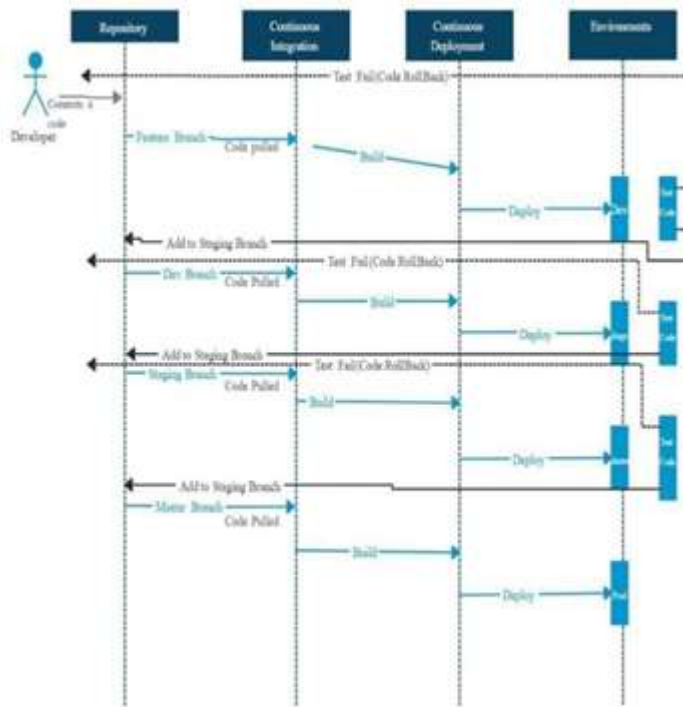 Repository
Continuous
Integration
Continuous
Deployment
Environments
Test Fail(Code RollBack)
Commits a
code
Developer
Feature Branch
Code pulled
Build
Deploy
Dev
Test
Code
Add to Staging Branch
Test Fail(Code RollBack)
Dev Branch
Code Pulled
Build
Deploy
Test
Code
Add to Staging Branch
Test Fail(Code RollBack)
Staging Branch
Code Pulled
Build
Deploy
Test
Code
Add to Staging Branch
Master Branch
Code Pulled
Build
Deploy
Prod